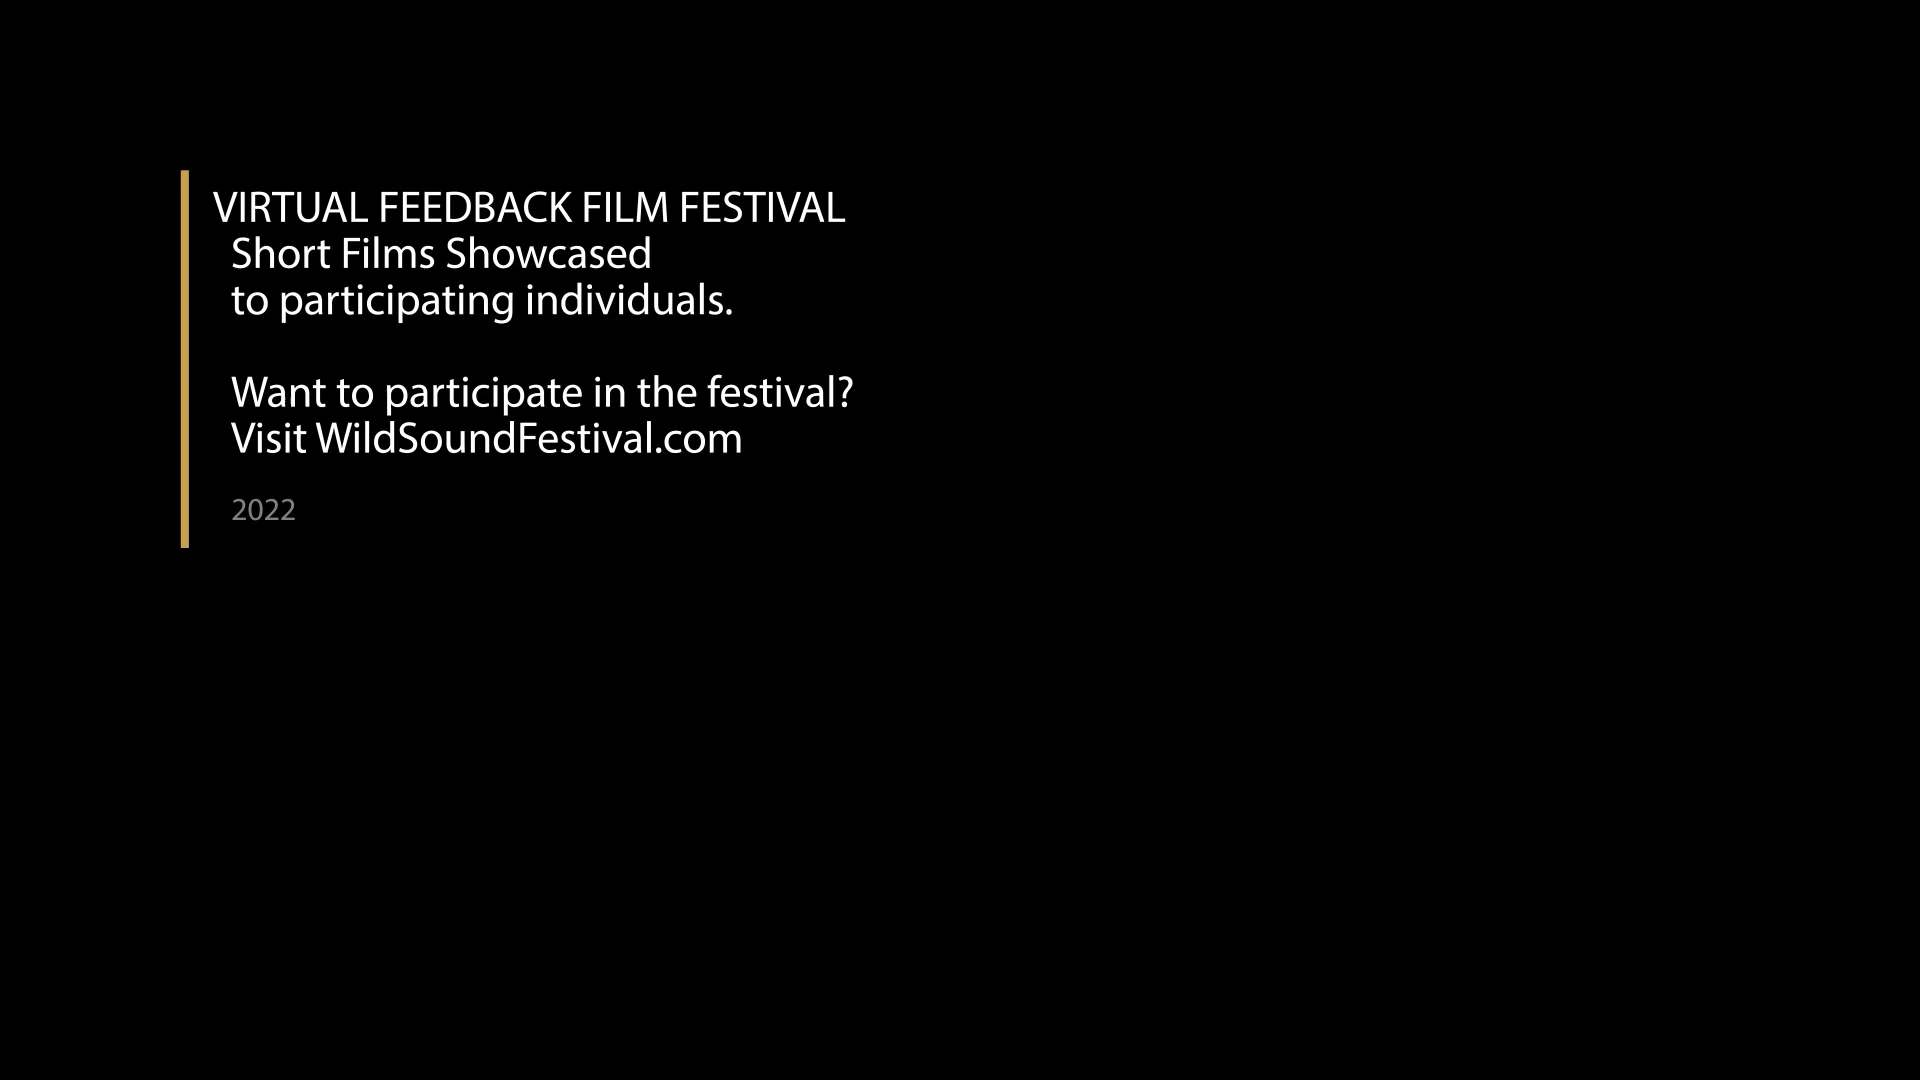 VIRTUAL FEEDBACK FILM FESTIVAL
Short Films Showcased
to participating individuals.
Want to participate in the festival?
Visit WildSoundFestival.com
2022